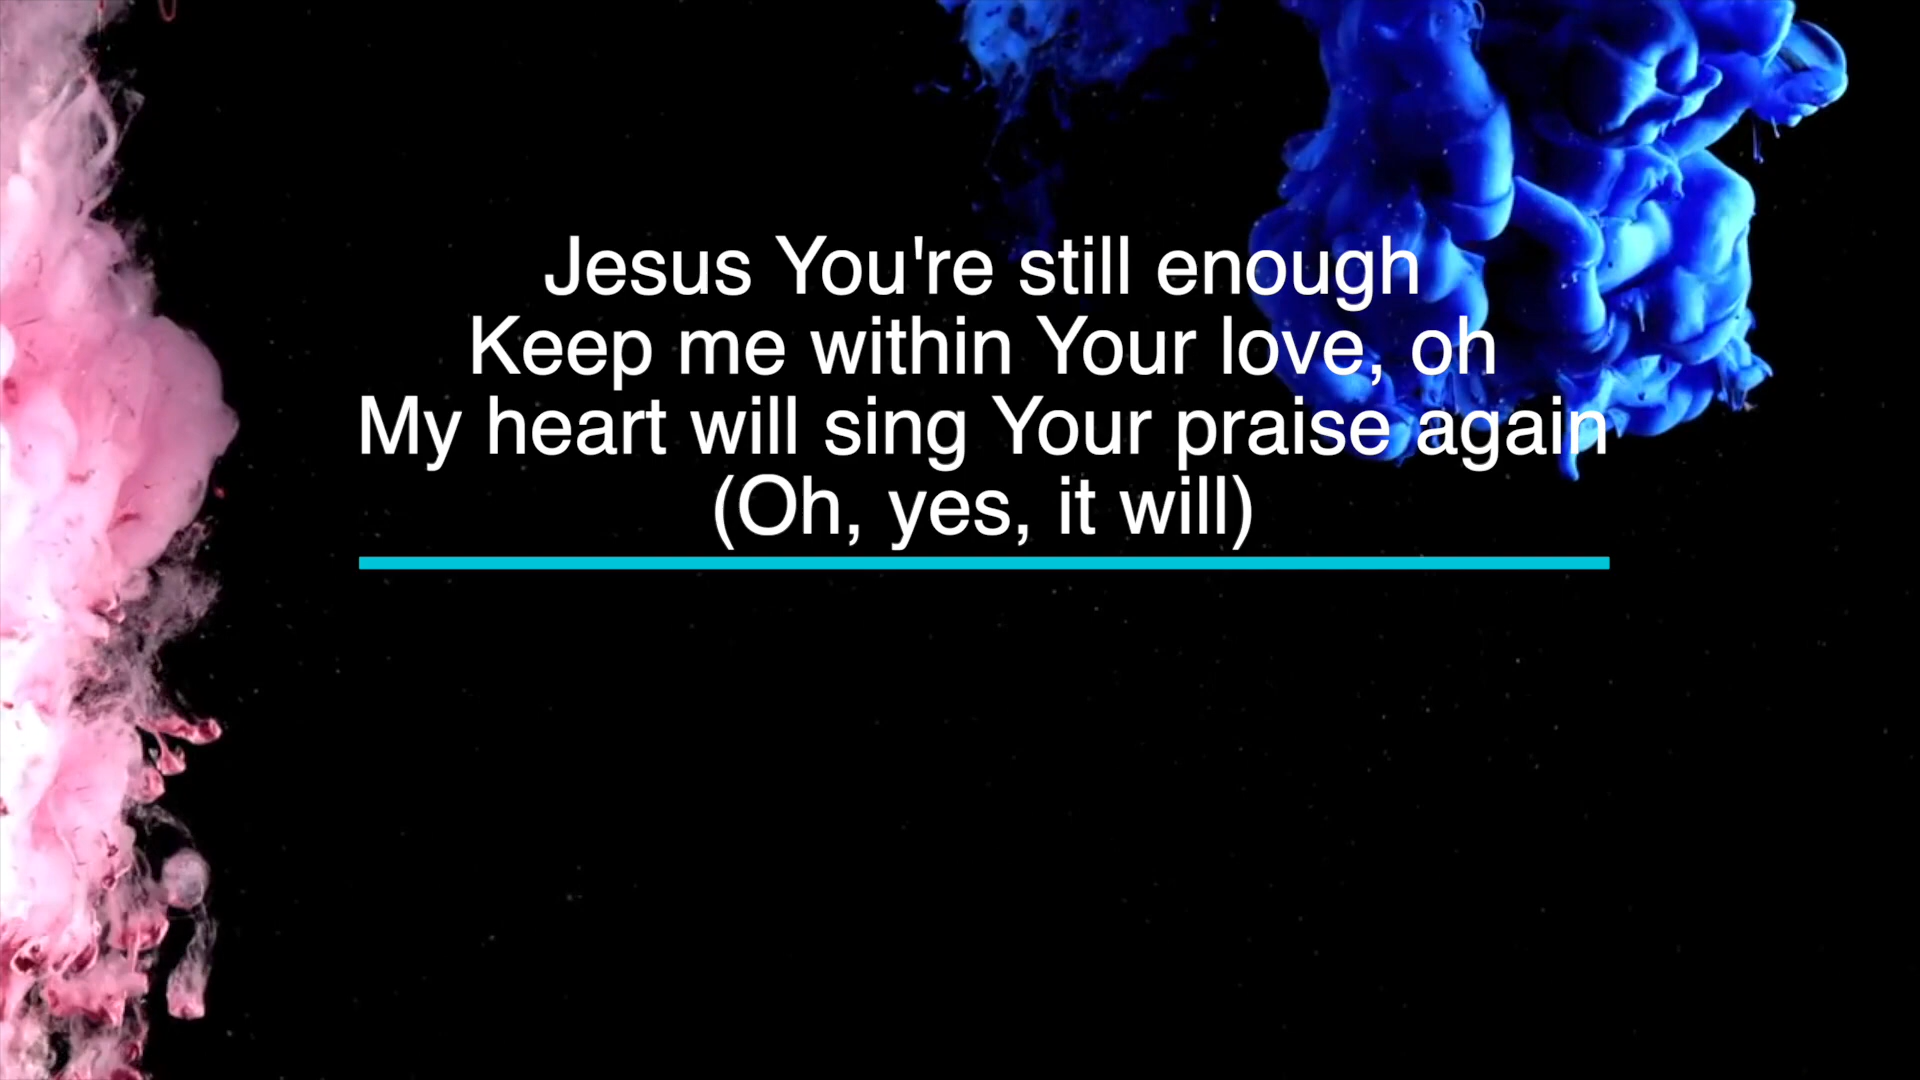 Jesus You're still enough
Keep me within Your love, oh
My heart will sing Your praise again
(Oh, yes, it will)